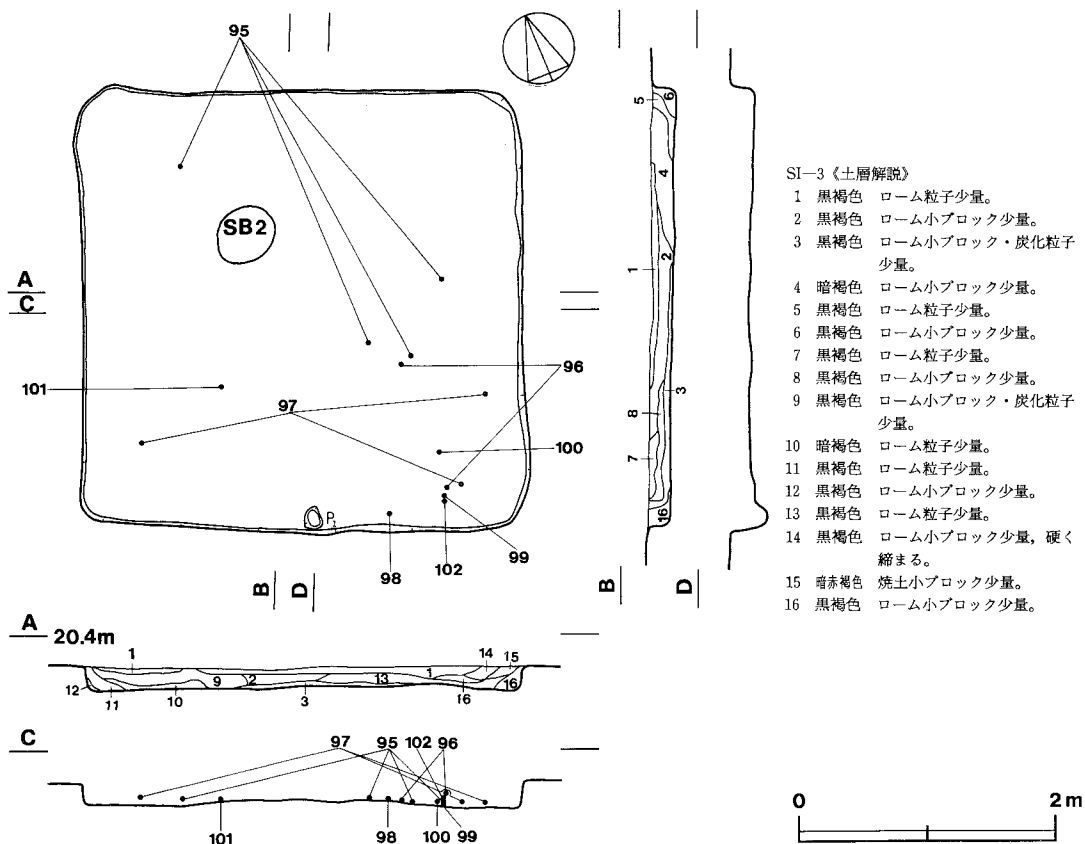 95
SB2
A
C
101
97
96
100
P1
98
102
99
B
D
5
6
4
2
1
3
8
7
16
B
D
SI—3《土層解説》
1 黒褐色 ローム粒子少量。
2 黒褐色 ローム小ブロック少量。
3 黒褐色 ローム小ブロック・炭化粒子
少量。
4 暗褐色 ローム小ブロック少量。
5 黒褐色 ローム粒子少量。
6 黒褐色 ローム小ブロック少量。
7 黒褐色 ローム粒子少量。
8 黒褐色 ローム小ブロック少量。
9 黒褐色 ローム小ブロック・炭化粒子
少量。
10 暗褐色 ローム粒子少量。
11 黒褐色 ローム粒子少量。
12 黒褐色 ローム小ブロック少量。
13 黒褐色 ローム粒子少量。
14 黒褐色 ローム小ブロック少量，硬く
締まる。
15 暗赤褐色 焼土小ブロック少量。
16 黒褐色 ローム小ブロック少量。
A 20.4m
1
14
15
9
2
13
1
16
12
11
10
3
16
C
97
95
102
96
101
98
100
99
0
2m